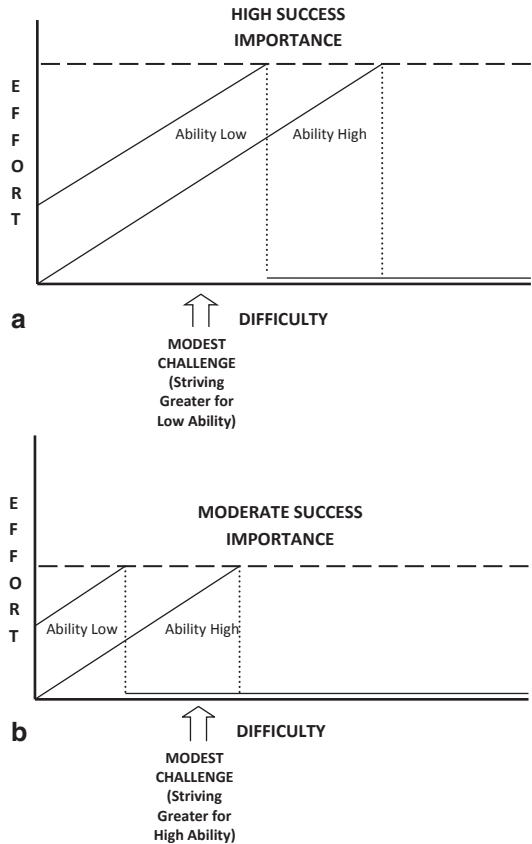 HIGH SUCCESS
IMPORTANCE
E
F
F
O
R
T
Ability Low
Ability High
a
DIFFICULTY
MODEST
CHALLENGE
(Striving
Greater for
Low Ability)
E
F
F
O
R
T
MODERATE SUCCESS
IMPORTANCE
Ability Low
Ability High
b
DIFFICULTY
MODEST
CHALLENGE
(Striving
Greater for
High Ability)